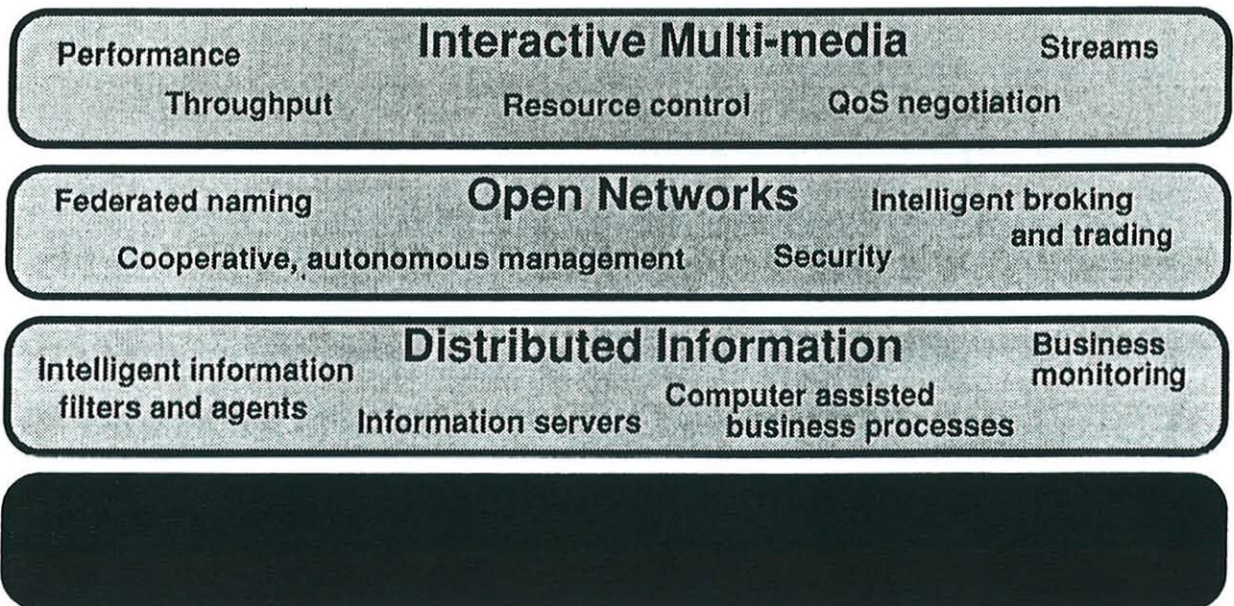 Interactive Multi-media
Performance
Streams
Throughput
Resource control
QoS negotiation
Open Networks
Federated naming
Intelligent broking
and trading
Cooperative, autonomous management
Security
Distributed Information
Business
monitoring
Intelligent information
filters and agents
Computer assisted
business processes
Information servers